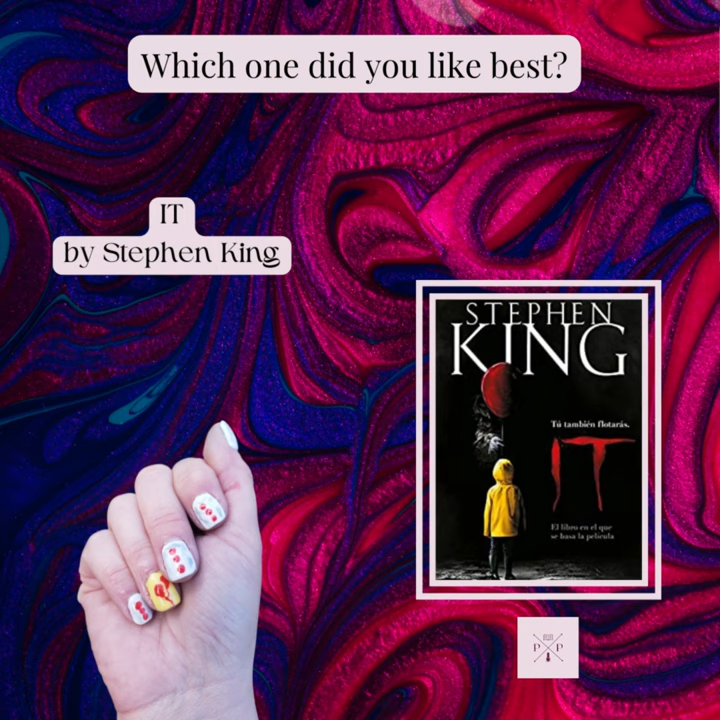 Which one did you like best?
IT
by Stephen King
STEPHEN
KING
Tú también flotarás.
IT
El libro en el que
se basa la película
P P